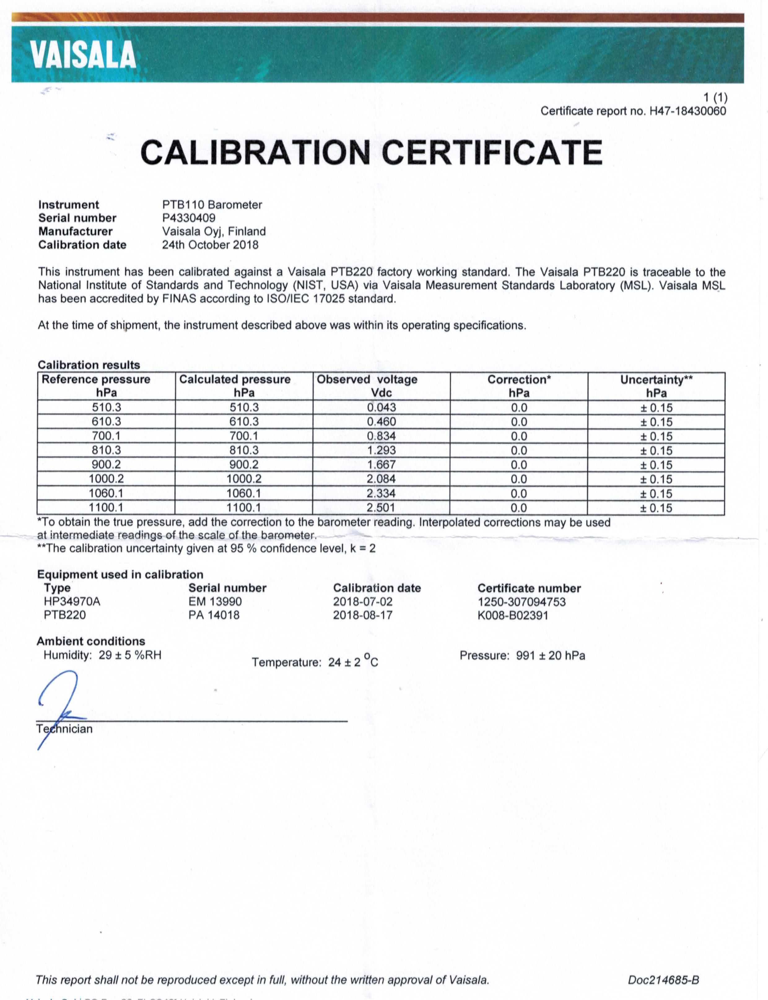 VAISALA
1 (1)
Certificate report no. H47-18430060
CALIBRATION CERTIFICATE
Instrument PTB110 Barometer
Serial number P4330409
Manufacturer Vaisala Oyj, Finland
Calibration date 24th October 2018
This instrument has been calibrated against a Vaisala PTB220 factory working standard. The Vaisala PTB220 is traceable to the
National Institute of Standards and Technology (NIST, USA) via Vaisala Measurement Standards Laboratory (MSL). Vaisala MSL
has been accredited by FINAS according to ISO/IEC 17025 standard.
At the time of shipment, the instrument described above was within its operating specifications.
Calibration results
Reference pressure Calculated pressure Observed voltage Correction* Uncertainty**
hPa hPa Vdc hPa hPa
510.3 510.3 0.043 0.0 ± 0.15
610.3 610.3 0.460 0.0 ± 0.15
700.1 700.1 0.834 0.0 ± 0.15
810.3 810.3 1.293 0.0 ± 0.15
900.2 900.2 1.667 0.0 ± 0.15
1000.2 1000.2 2.084 0.0 ± 0.15
1060.1 1060.1 2.334 0.0 ± 0.15
1100.1 1100.1 2.501 0.0 ± 0.15
*To obtain the true pressure, add the correction to the barometer reading. Interpolated corrections may be used
at intermediate readings of the scale of the barometer.
**The calibration uncertainty given at 95 % confidence level, k = 2
Equipment used in calibration
Type Serial number Calibration date Certificate number
HP34970A EM 13990 2018-07-02 1250-307094753
PTB220 PA 14018 2018-08-17 K008-B02391
Ambient conditions
Humidity: 29 ± 5 %RH Temperature: 24 ± 2 °C Pressure: 991 ± 20 hPa
Technician
This report shall not be reproduced except in full, without the written approval of Vaisala. Doc214685-B